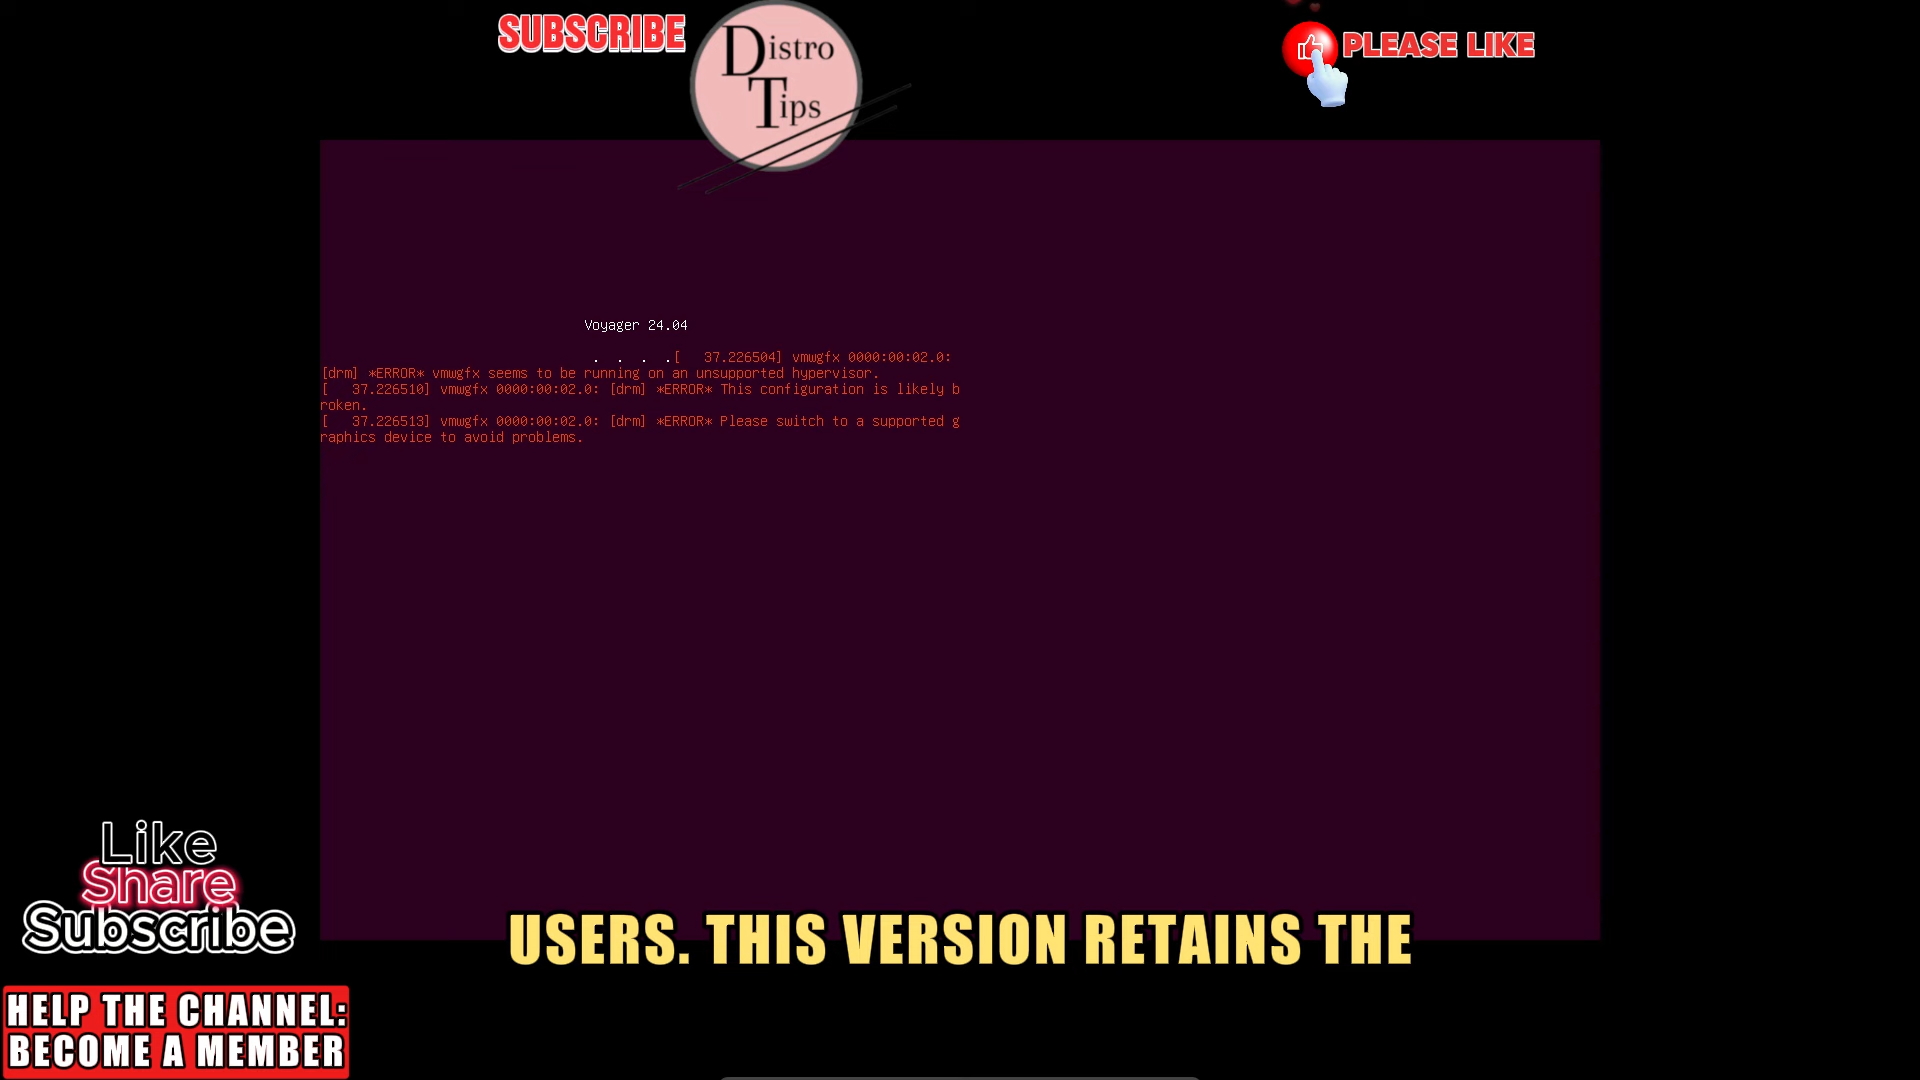 SUBSCRIBE
Distro
Tips
PLEASE LIKE
Voyager 24.04
. . . .[   37.226504] vmwgfx 0000:00:02.0:
[drm] *ERROR* vmwgfx seems to be running on an unsupported hypervisor.
[   37.226510] vmwgfx 0000:00:02.0: [drm] *ERROR* This configuration is likely b
roken.
[   37.226513] vmwgfx 0000:00:02.0: [drm] *ERROR* Please switch to a supported g
raphics device to avoid problems.
Like
Share
Subscribe
USERS. THIS VERSION RETAINS THE
HELP THE CHANNEL:
BECOME A MEMBER